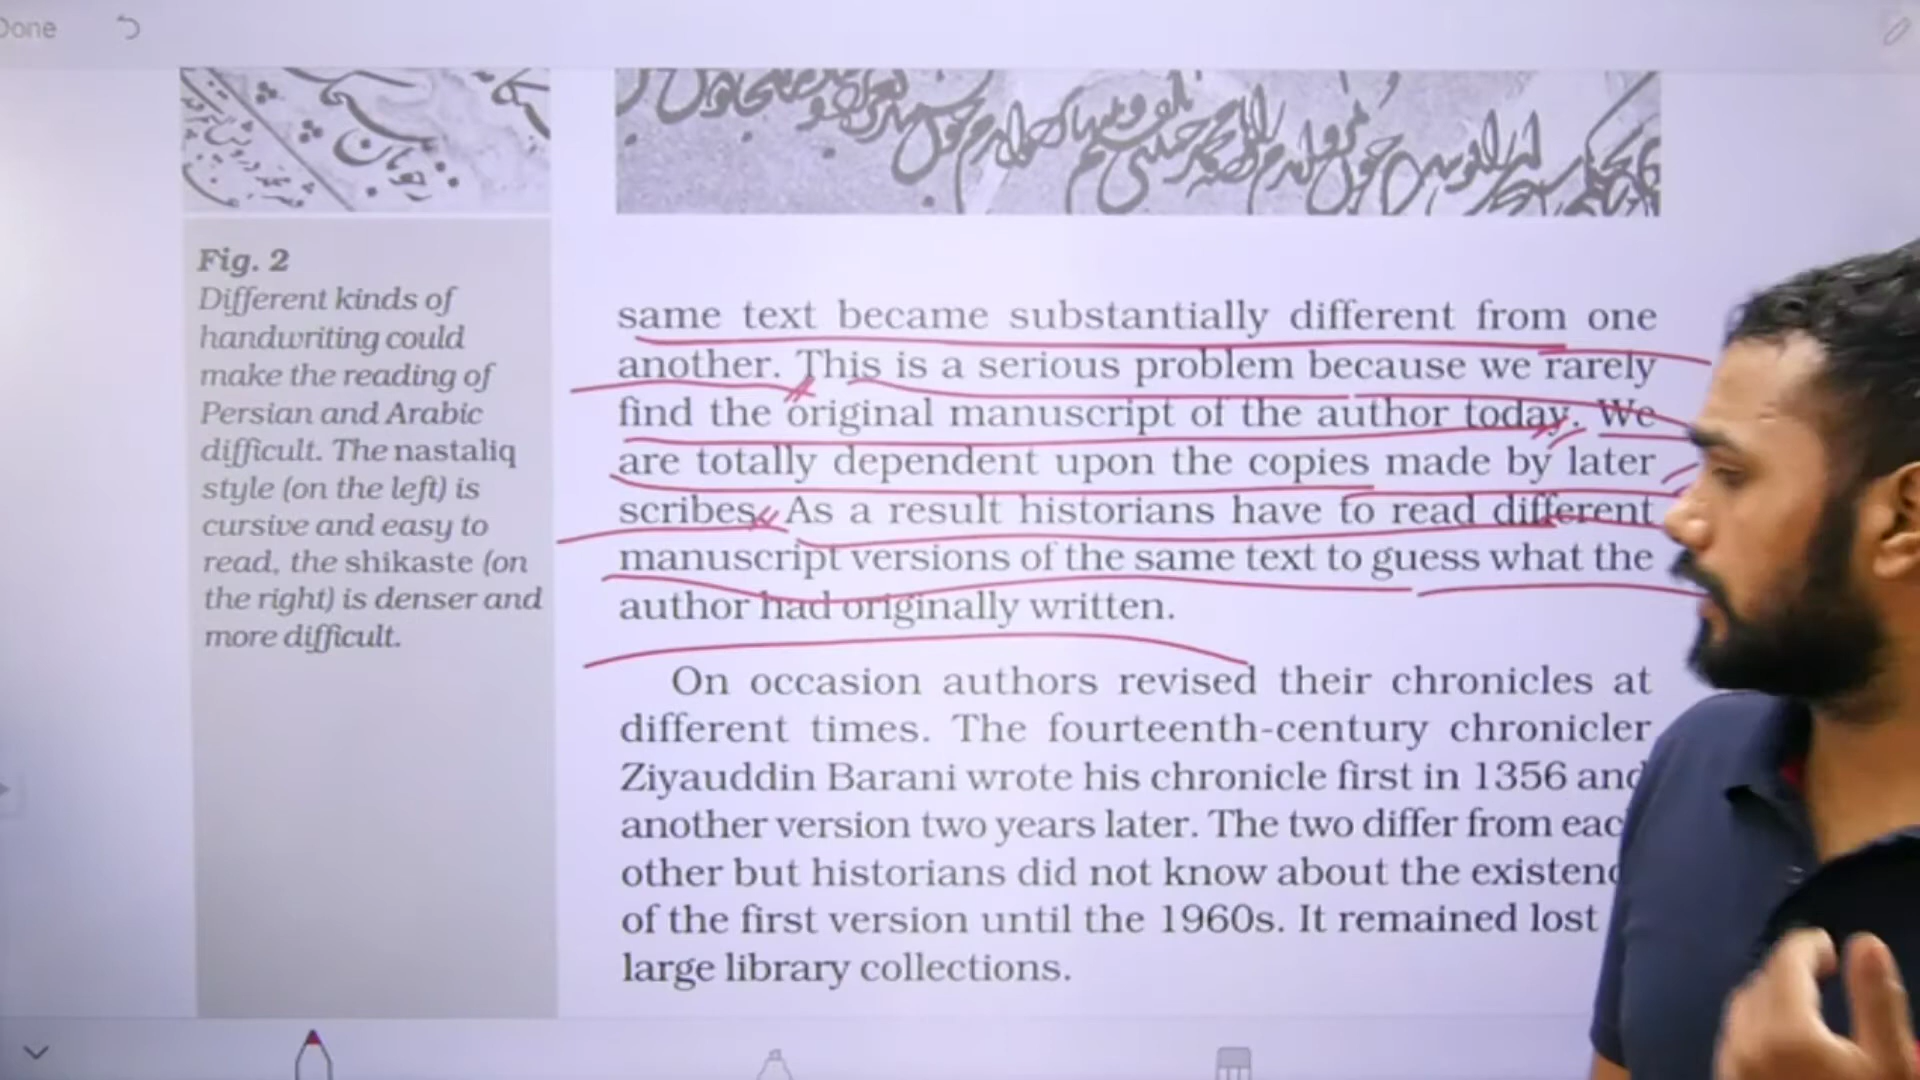 Done
Fig. 2
Different kinds of
handwriting could
make the reading of
Persian and Arabic
difficult. The nastaliq
style (on the left) is
cursive and easy to
read, the shikaste (on
the right) is denser and
more difficult.
same text became substantially different from one
another. This is a serious problem because we rarely
find the original manuscript of the author today. We
are totally dependent upon the copies made by later
scribes. As a result historians have to read different
manuscript versions of the same text to guess what the
author had originally written.
On occasion authors revised their chronicles at
different times. The fourteenth-century chronicler
Ziyauddin Barani wrote his chronicle first in 1356 and
another version two years later. The two differ from
other but historians did not know about the
of the first version until the 1960s. It remained lost
large library collections.